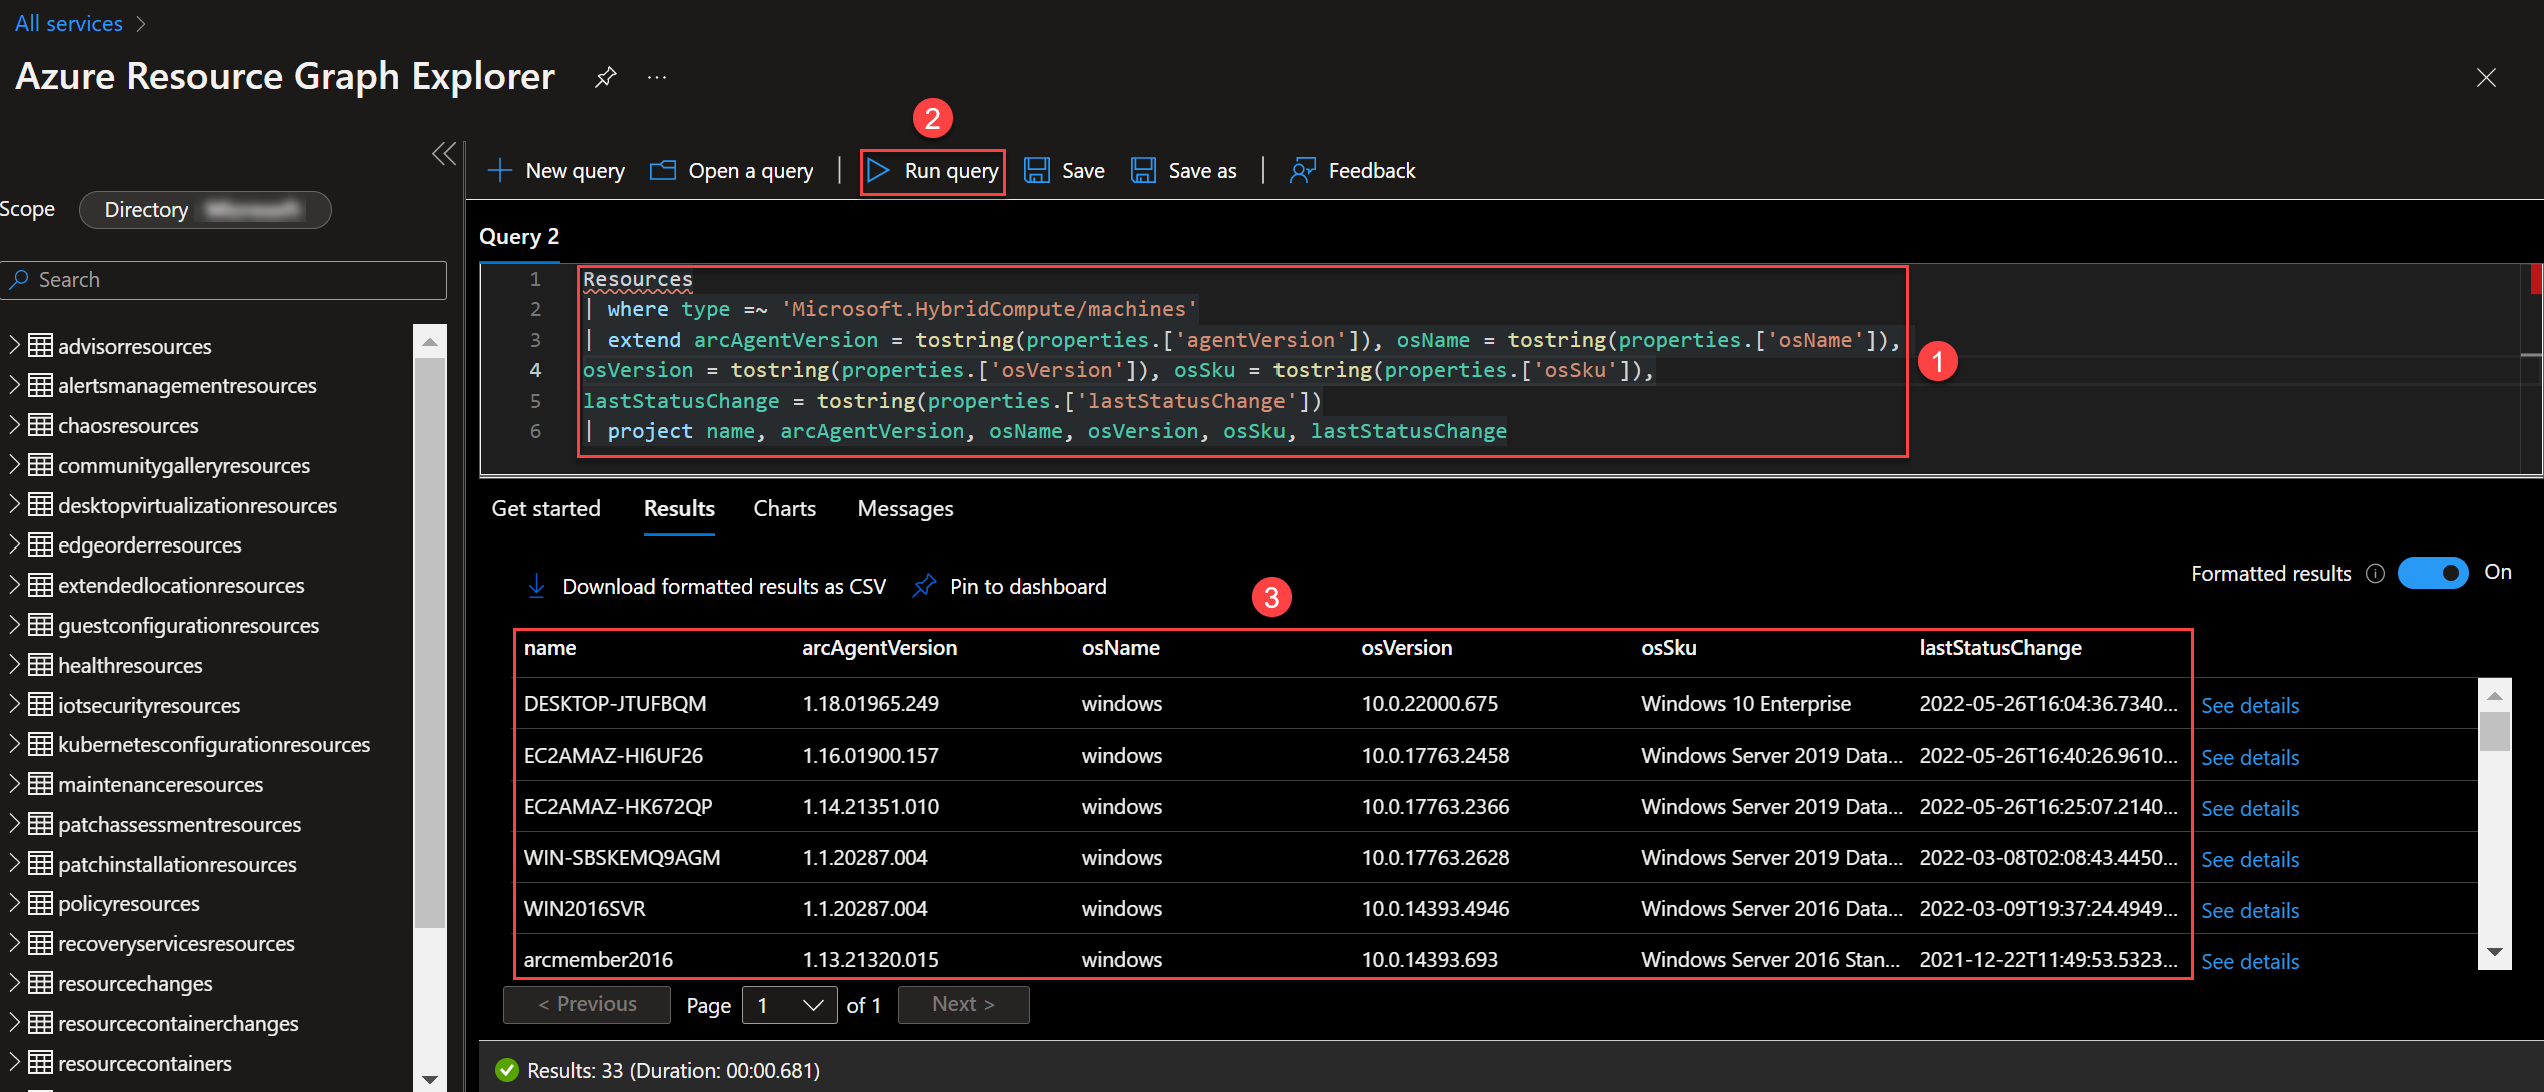 All services
Azure Resource Graph Explorer
2
New query Open a query Run query Save Save as Feedback
Scope Directory
Search
advisorresources
alertsmanagementresources
chaosresources
communitygalleryresources
desktopvirtualizationresources
edgeorderresources
extendedlocationresources
guestconfigurationresources
healthresources
iotsecurityresources
kubernetesconfigurationresources
maintenanceresources
patchassessmentresources
patchinstallationresources
policyresources
recoveryservicesresources
resourcechanges
resourcecontainerchanges
resourcecontainers
Query 2
1 Resources
2 | where type =~ 'Microsoft.HybridCompute/machines'
3 | extend arcAgentVersion = tostring(properties.['agentVersion']), osName = tostring(properties.['osName']),
4 osVersion = tostring(properties.['osVersion']), osSku = tostring(properties.['osSku']),
5 lastStatusChange = tostring(properties.['lastStatusChange'])
6 | project name, arcAgentVersion, osName, osVersion, osSku, lastStatusChange
1
Get started Results Charts Messages
Formatted results On
Download formatted results as CSV Pin to dashboard
3
name arcAgentVersion osName osVersion osSku lastStatusChange
DESKTOP-JTUFBQM 1.18.01965.249 windows 10.0.22000.675 Windows 10 Enterprise 2022-05-26T16:04:36.7340... See details
EC2AMAZ-HI6UF26 1.16.01900.157 windows 10.0.17763.2458 Windows Server 2019 Data... 2022-05-26T16:40:26.9610... See details
EC2AMAZ-HK672QP 1.14.21351.010 windows 10.0.17763.2366 Windows Server 2019 Data... 2022-05-26T16:25:07.2140... See details
WIN-SBSKEMQ9AGM 1.1.20287.004 windows 10.0.17763.2628 Windows Server 2019 Data... 2022-03-08T02:08:43.4450... See details
WIN2016SVR 1.1.20287.004 windows 10.0.14393.4946 Windows Server 2016 Data... 2022-03-09T19:37:24.4949... See details
arcmember2016 1.13.21320.015 windows 10.0.14393.693 Windows Server 2016 Stan... 2021-12-22T11:49:53.5323... See details
< Previous Page 1 of 1 Next >
Results: 33 (Duration: 00:00.681)